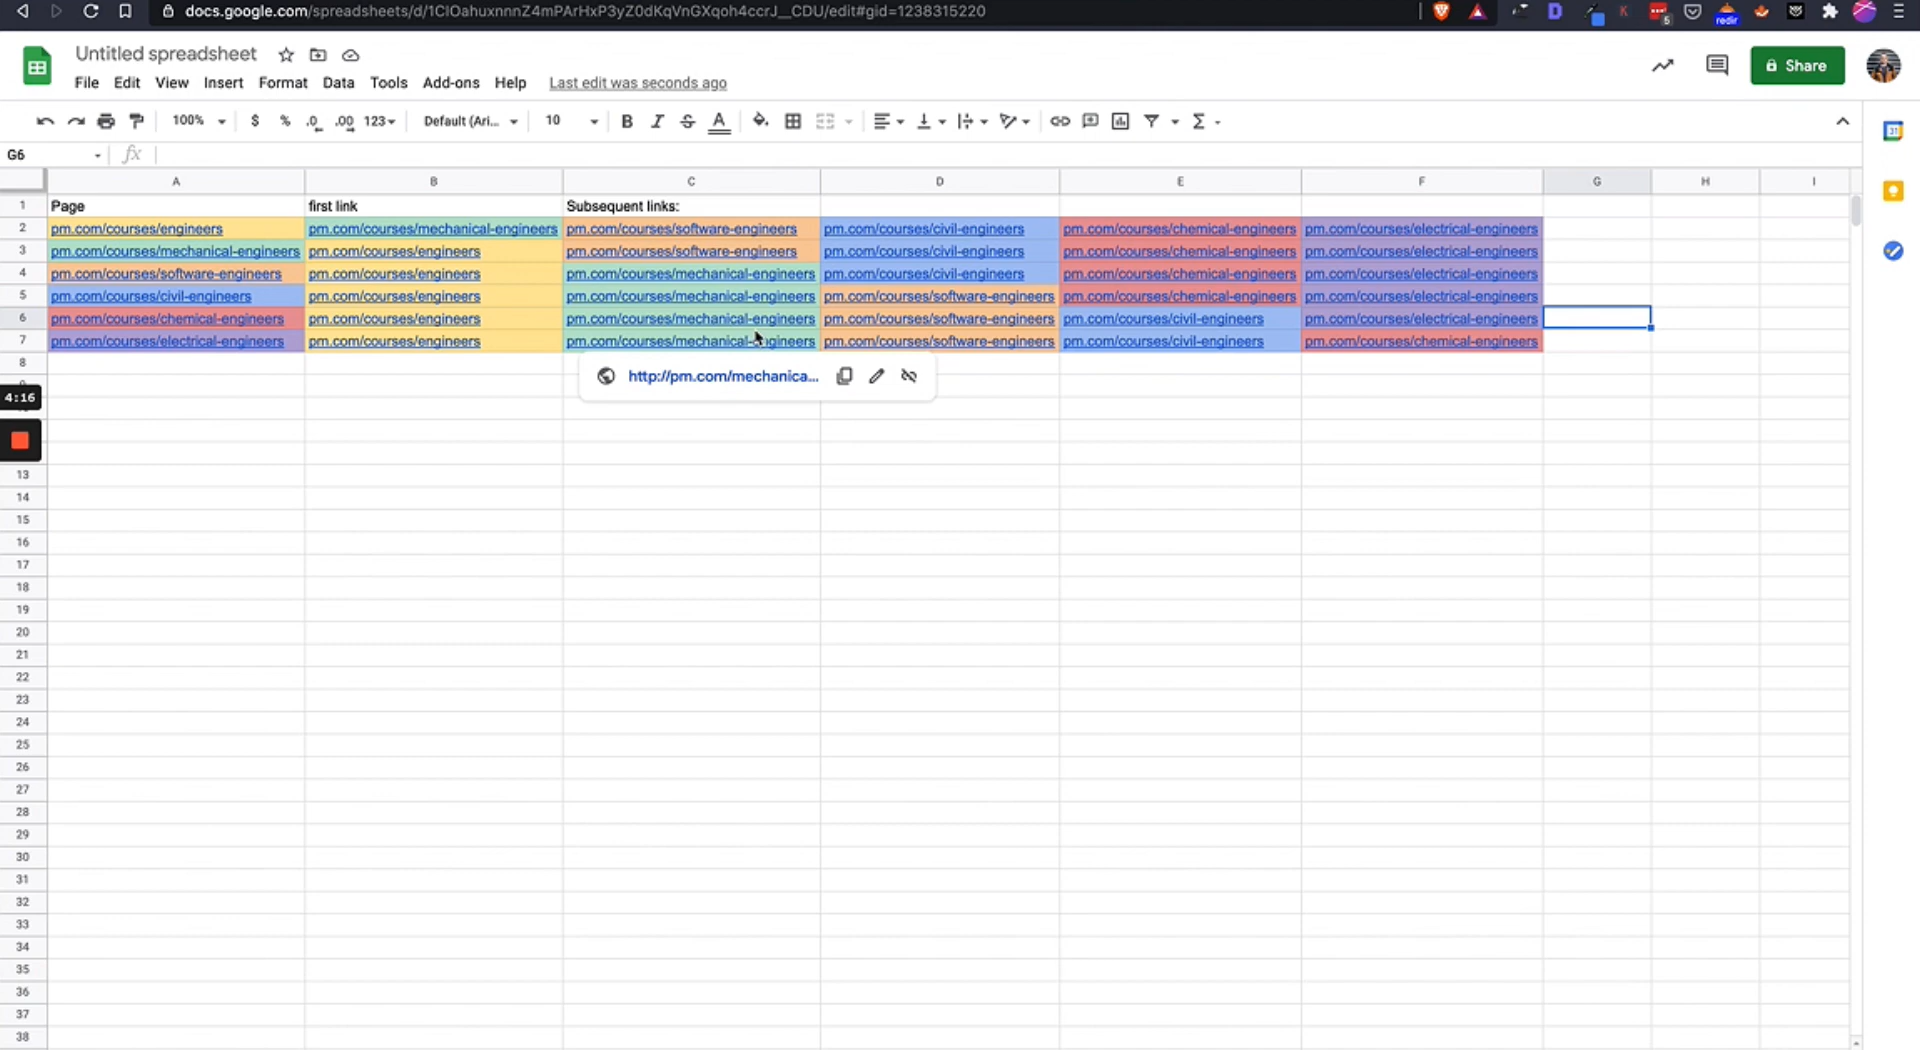 docs.google.com/spreadsheets/d/1CIOahuxnnnZ4mPArHxP3yZ0dKqVnGXqoh4ccrJ__CDU/edit#gid=1238315220
5
redir
Untitled spreadsheet
File Edit View Insert Format Data Tools Add-ons Help Last edit was seconds ago
Share
100% $ % .0 .00 123 Default (Ari... 10 B I S A Σ
31
G6 fx
A B C D E F G H I
1 Page first link Subsequent links:
2 pm.com/courses/engineers pm.com/courses/mechanical-engineers pm.com/courses/software-engineers pm.com/courses/civil-engineers pm.com/courses/chemical-engineers pm.com/courses/electrical-engineers
3 pm.com/courses/mechanical-engineers pm.com/courses/engineers pm.com/courses/software-engineers pm.com/courses/civil-engineers pm.com/courses/chemical-engineers pm.com/courses/electrical-engineers
4 pm.com/courses/software-engineers pm.com/courses/engineers pm.com/courses/mechanical-engineers pm.com/courses/civil-engineers pm.com/courses/chemical-engineers pm.com/courses/electrical-engineers
5 pm.com/courses/civil-engineers pm.com/courses/engineers pm.com/courses/mechanical-engineers pm.com/courses/software-engineers pm.com/courses/chemical-engineers pm.com/courses/electrical-engineers
6 pm.com/courses/chemical-engineers pm.com/courses/engineers pm.com/courses/mechanical-engineers pm.com/courses/software-engineers pm.com/courses/civil-engineers pm.com/courses/electrical-engineers
7 pm.com/courses/electrical-engineers pm.com/courses/engineers pm.com/courses/mechanical-engineers pm.com/courses/software-engineers pm.com/courses/civil-engineers pm.com/courses/chemical-engineers
8
http://pm.com/mechanica...
4:16
13
14
15
16
17
18
19
20
21
22
23
24
25
26
27
28
29
30
31
32
33
34
35
36
37
38